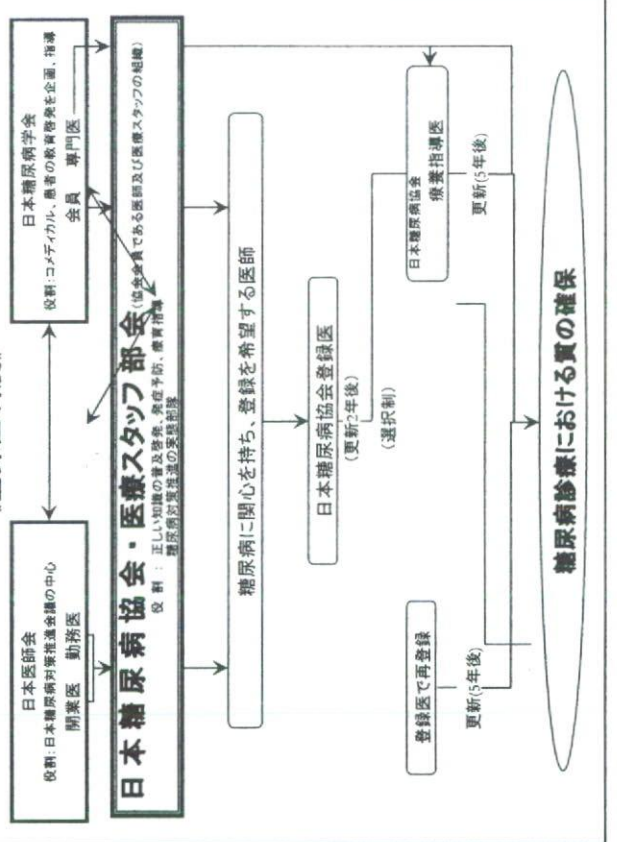 日本医師会
役割:日本糖尿病対策推進会議の中心
開業医 勤務医
日本糖尿病学会
役割:コメディカル、患者の教育啓発を企画、指導
会員 専門医
日本糖尿病協会・医療スタッフ部会(協会会員である医師及び医療スタッフの組織)
役割: 正しい知識の普及啓発、発症予防、療育指導
糖尿病対策推進の実践部隊
糖尿病に関心を持ち、登録を希望する医師
日本糖尿病協会登録医
(更新2年後)
(選択制)
登録医で再登録
更新(5年後)
日本糖尿病協会
療養指導医
更新(5年後)
糖尿病診療における質の確保